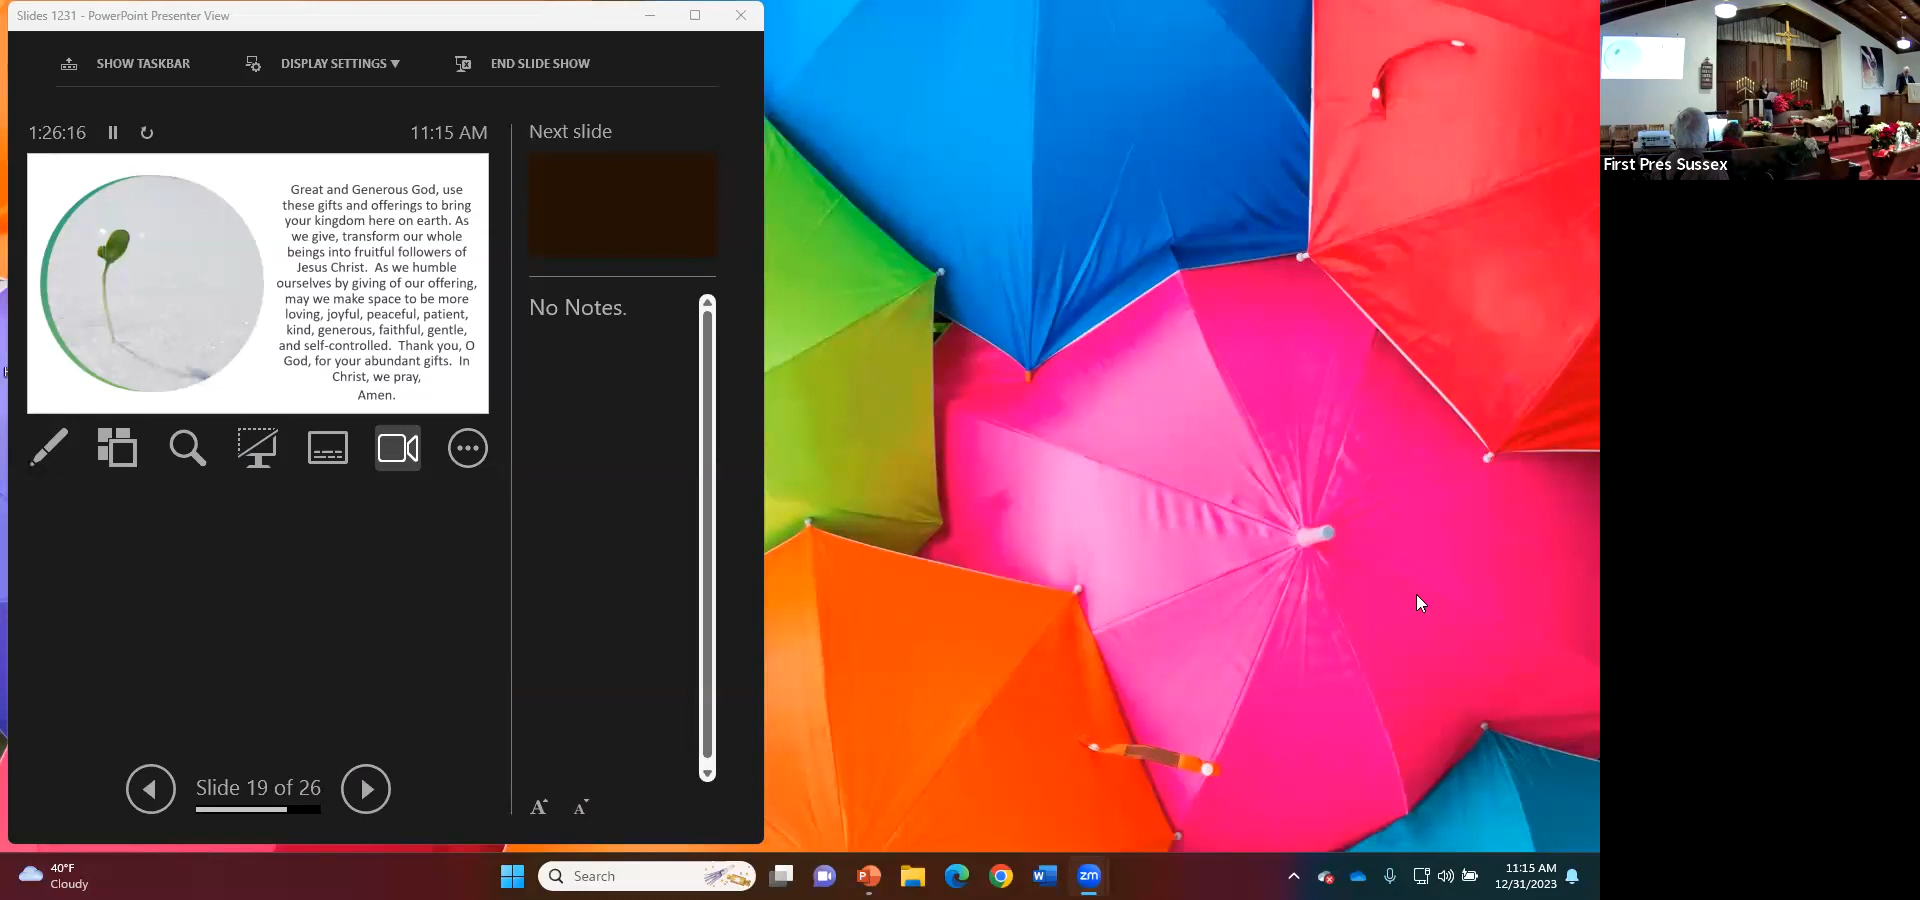 Slides 1231 - PowerPoint Presenter View
SHOW TASKBAR
DISPLAY SETTINGS ▼
END SLIDE SHOW
1:26:16
11:15 AM
Great and Generous God, use
these gifts and offerings to bring
your kingdom here on earth. As
we give, transform our whole
beings into fruitful followers of
Jesus Christ. As we humble
ourselves by giving of our offering,
may we make space to be more
loving, joyful, peaceful, patient,
kind, generous, faithful, gentle,
and self-controlled. Thank you, O
God, for your abundant gifts. In
Christ, we pray,
Amen.
Next slide
No Notes.
Slide 19 of 26
A A
First Pres Sussex
40°F
Cloudy
Search
P
W
zm
11:15 AM
12/31/2023